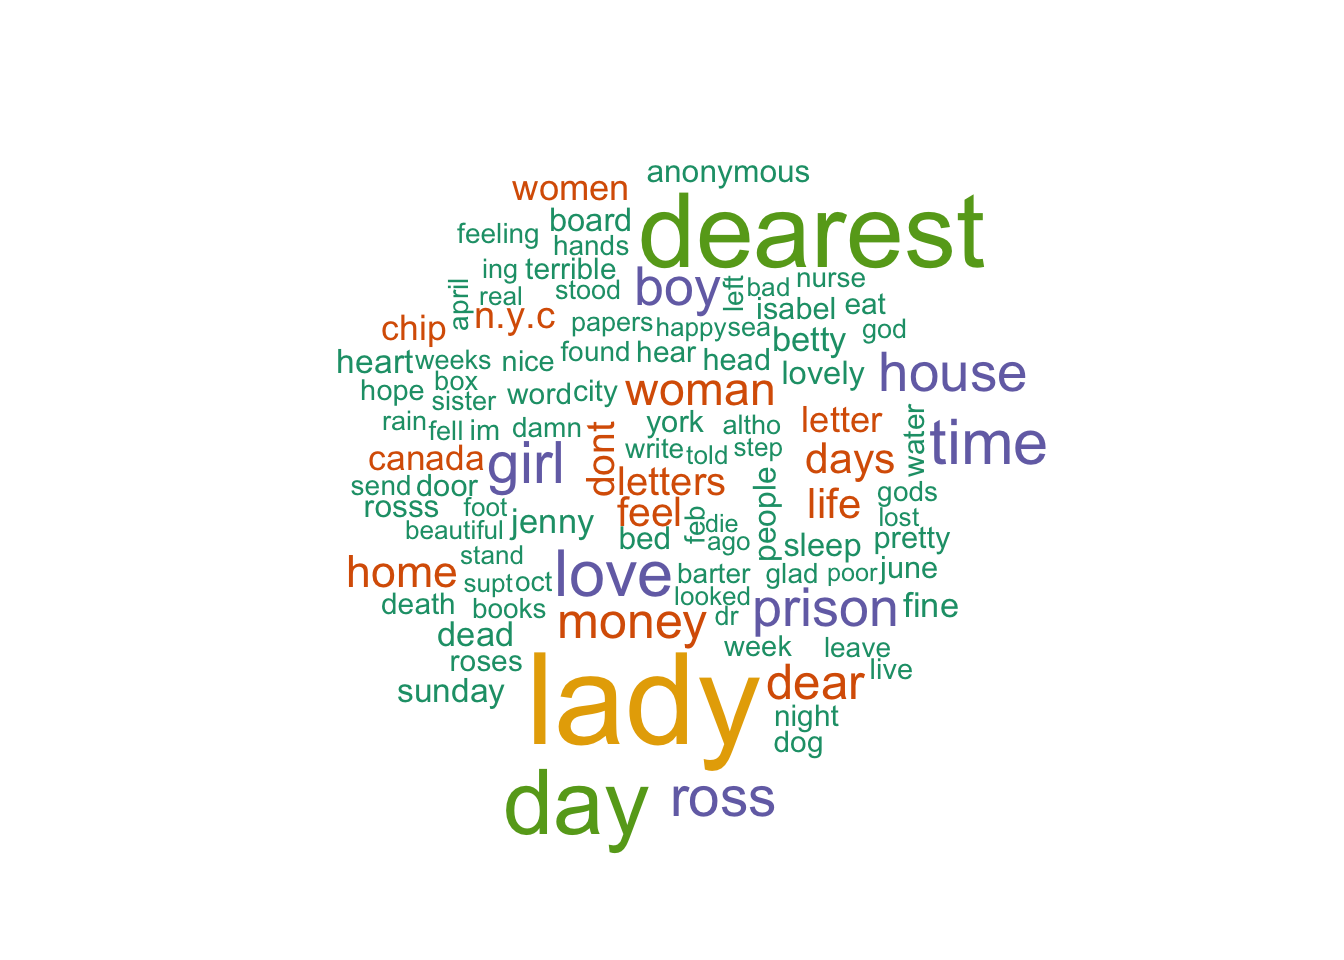 anonymous
women
dearest
board
feeling
hands
ing
terrible
boy
left
bad
nurse
april
real
stood
isabel
eat
chip
n.y.c
papers
happy
sea
betty
god
heart
weeks
nice
found
hear
head
lovely
house
hope
box
sister
word
city
woman
rain
fell
im
damn
york
altho
letter
water
time
canada
girl
dont
write
told
step
days
send
door
letters
people
life
gods
rosss
foot
feel
feb
die
lost
beautiful
jenny
bed
ago
sleep
pretty
home
stand
supt
oct
love
barter
glad
poor
june
death
books
looked
money
dr
prison
fine
dead
week
leave
roses
lady
dear
live
sunday
night
dog
day
ross